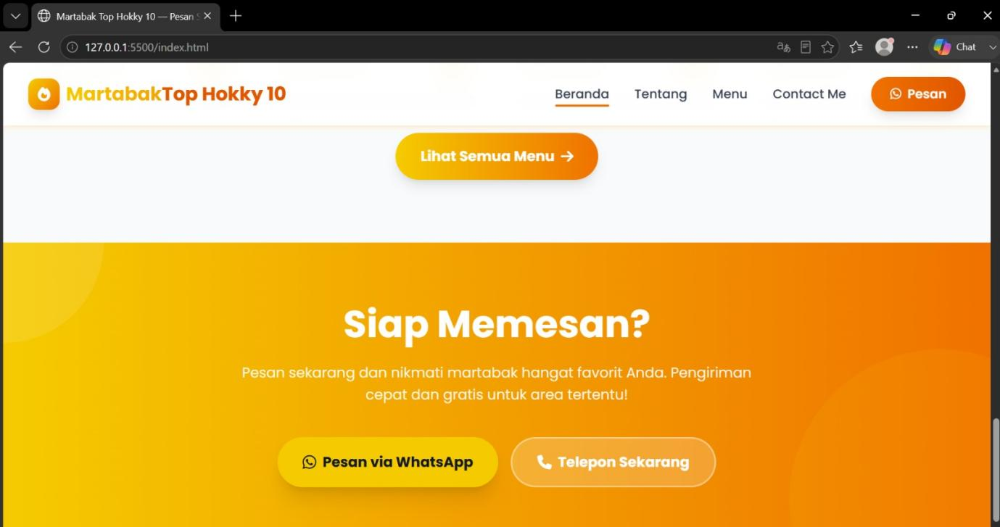 Martabak Top Hokky 10 — Pesan
127.0.0.1:5500/index.html
Chat
MartabakTop Hokky 10
Beranda
Tentang
Menu
Contact Me
Pesan
Lihat Semua Menu →
Siap Memesan?
Pesan sekarang dan nikmati martabak hangat favorit Anda. Pengiriman
cepat dan gratis untuk area tertentu!
Pesan via WhatsApp
Telepon Sekarang